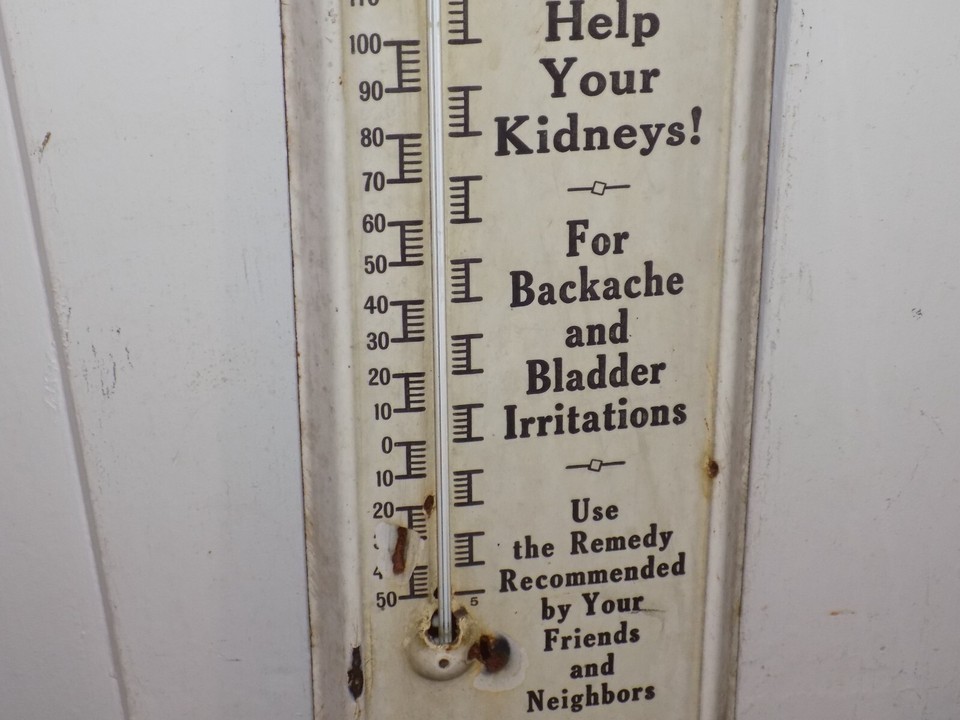 Help
Your
Kidneys!
For
Backache
and
Bladder
Irritations
Use
the Remedy
Recommended
by Your
Friends
and
Neighbors
100
90
80
70
60
50
40
30
20
10
0
10
20
50
5